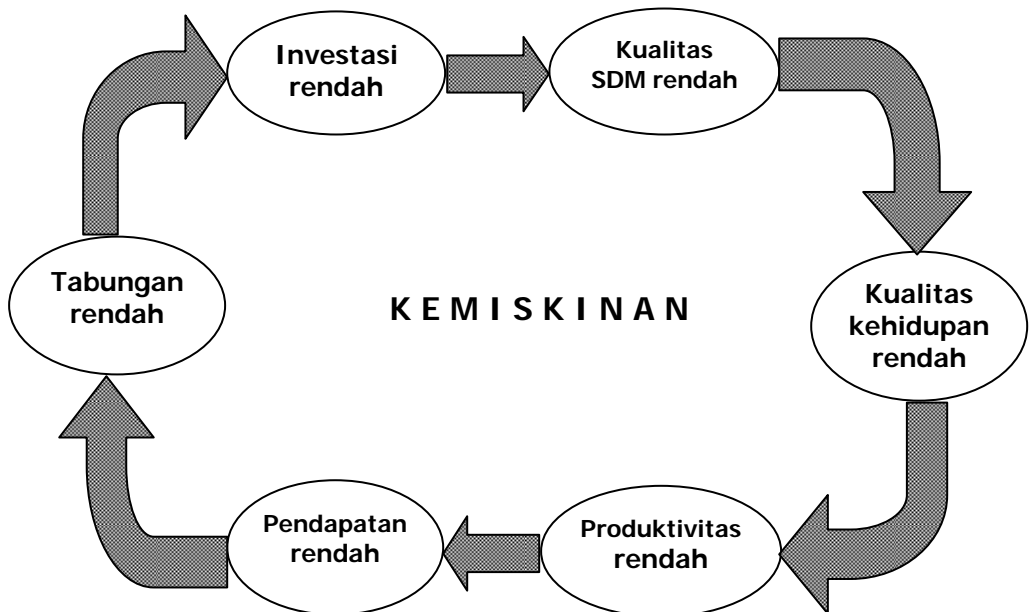 Investasi
rendah
Kualitas
SDM rendah
Tabungan
rendah
K E M I S K I N A N
Kualitas
kehidupan
rendah
Pendapatan
rendah
Produktivitas
rendah